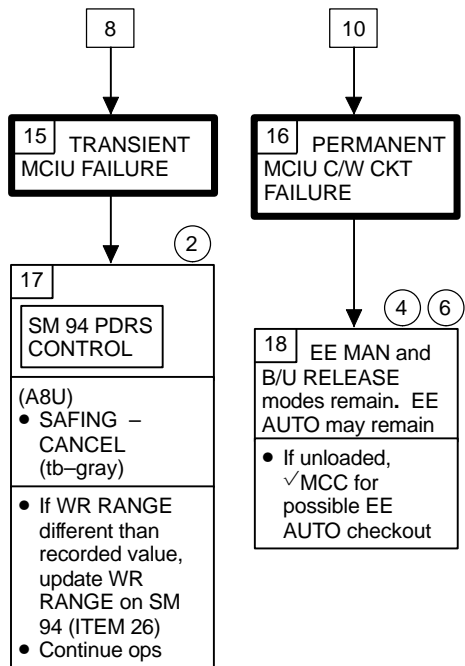 8
15 TRANSIENT
MCIU FAILURE
2
17
SM 94 PDRS
CONTROL
(A8U)
• SAFING –
CANCEL
(tb–gray)
• If WR RANGE
different than
recorded value,
update WR
RANGE on SM
94 (ITEM 26)
• Continue ops
10
16 PERMANENT
MCIU C/W CKT
FAILURE
4 6
18 EE MAN and
B/U RELEASE
modes remain. EE
AUTO may remain
• If unloaded,
√MCC for
possible EE
AUTO checkout